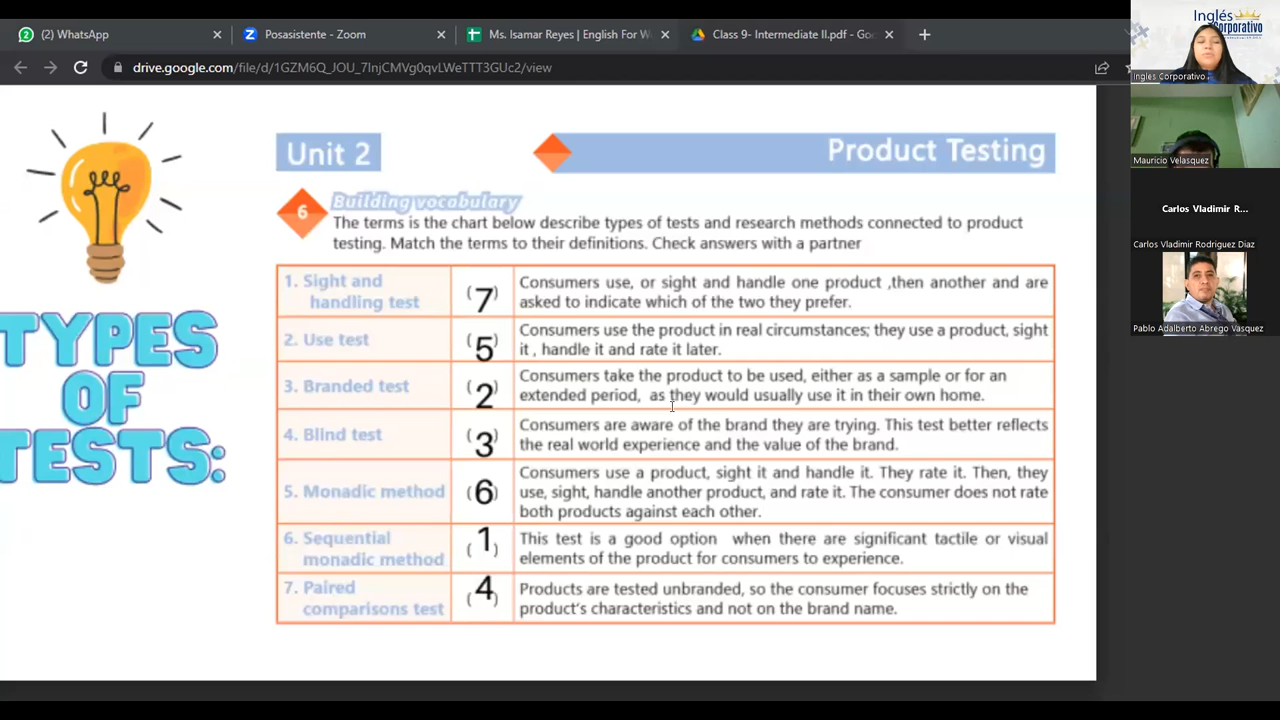 (2) WhatsApp
Posasistente - Zoom
Ms. Isamar Reyes | English For W
Class 9- Intermediate II.pdf - Goo
drive.google.com/file/d/1GZM6Q_JOU_7lnjCMVg0qvLWeTTT3GUc2/view
Inglés
Corporativo
Ingles Corporativo
Mauricio Velasquez
Carlos Vladimir R...
Carlos Vladimir Rodriguez Diaz
Pablo Adalberto Abrego Vasquez
TYPES
OF
TESTS:
Unit 2
Product Testing
6
Building vocabulary
The terms is the chart below describe types of tests and research methods connected to product
testing. Match the terms to their definitions. Check answers with a partner
1. Sight and
handling test
(7)
Consumers use, or sight and handle one product ,then another and are
asked to indicate which of the two they prefer.
2. Use test
(5)
Consumers use the product in real circumstances; they use a product, sight
it , handle it and rate it later.
3. Branded test
(2)
Consumers take the product to be used, either as a sample or for an
extended period, as they would usually use it in their own home.
4. Blind test
(3)
Consumers are aware of the brand they are trying. This test better reflects
the real world experience and the value of the brand.
5. Monadic method
(6)
Consumers use a product, sight it and handle it. They rate it. Then, they
use, sight, handle another product, and rate it. The consumer does not rate
both products against each other.
6. Sequential
monadic method
(1)
This test is a good option when there are significant tactile or visual
elements of the product for consumers to experience.
7. Paired
comparisons test
(4)
Products are tested unbranded, so the consumer focuses strictly on the
product's characteristics and not on the brand name.